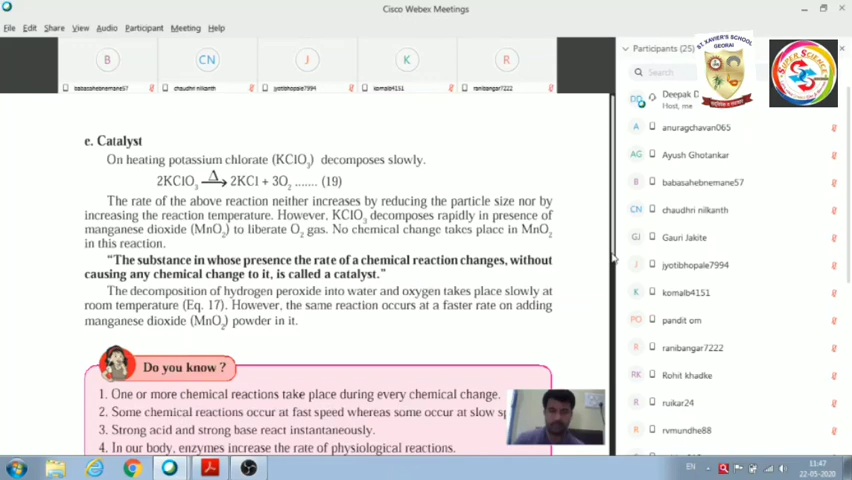 Cisco Webex Meetings
File Edit Share View Audio Participant Meeting Help
B CN J K R
babasahebnemane57 chaudhri nilkanth jyotibhopale7994 komalb4151 ranibangar7222
Participants (25)
Search
ST. XAVIER'S SCHOOL
GEORAI
SUPER SCIENCE
DD Deepak D
Host, me
A anuragchavan065
AG Ayush Ghotankar
B babasahebnemane57
CN chaudhri nilkanth
GJ Gauri Jakite
J jyotibhopale7994
K komalb4151
PO pandit om
R ranibangar7222
RK Rohit khadke
R ruikar24
R rvmundhe88
c. Catalyst
On heating potassium chlorate (KClO3) decomposes slowly.
2KClO3 Δ→ 2KCl + 3O2 ....... (19)
The rate of the above reaction neither increases by reducing the particle size nor by
increasing the reaction temperature. However, KClO3 decomposes rapidly in presence of
manganese dioxide (MnO2) to liberate O2 gas. No chemical change takes place in MnO2
in this reaction.
“The substance in whose presence the rate of a chemical reaction changes, without
causing any chemical change to it, is called a catalyst.”
The decomposition of hydrogen peroxide into water and oxygen takes place slowly at
room temperature (Eq. 17). However, the same reaction occurs at a faster rate on adding
manganese dioxide (MnO2) powder in it.
Do you know ?
1. One or more chemical reactions take place during every chemical change.
2. Some chemical reactions occur at fast speed whereas some occur at slow
3. Strong acid and strong base react instantaneously.
4. In our body, enzymes increase the rate of physiological reactions.
EN
11:47
22-05-2020